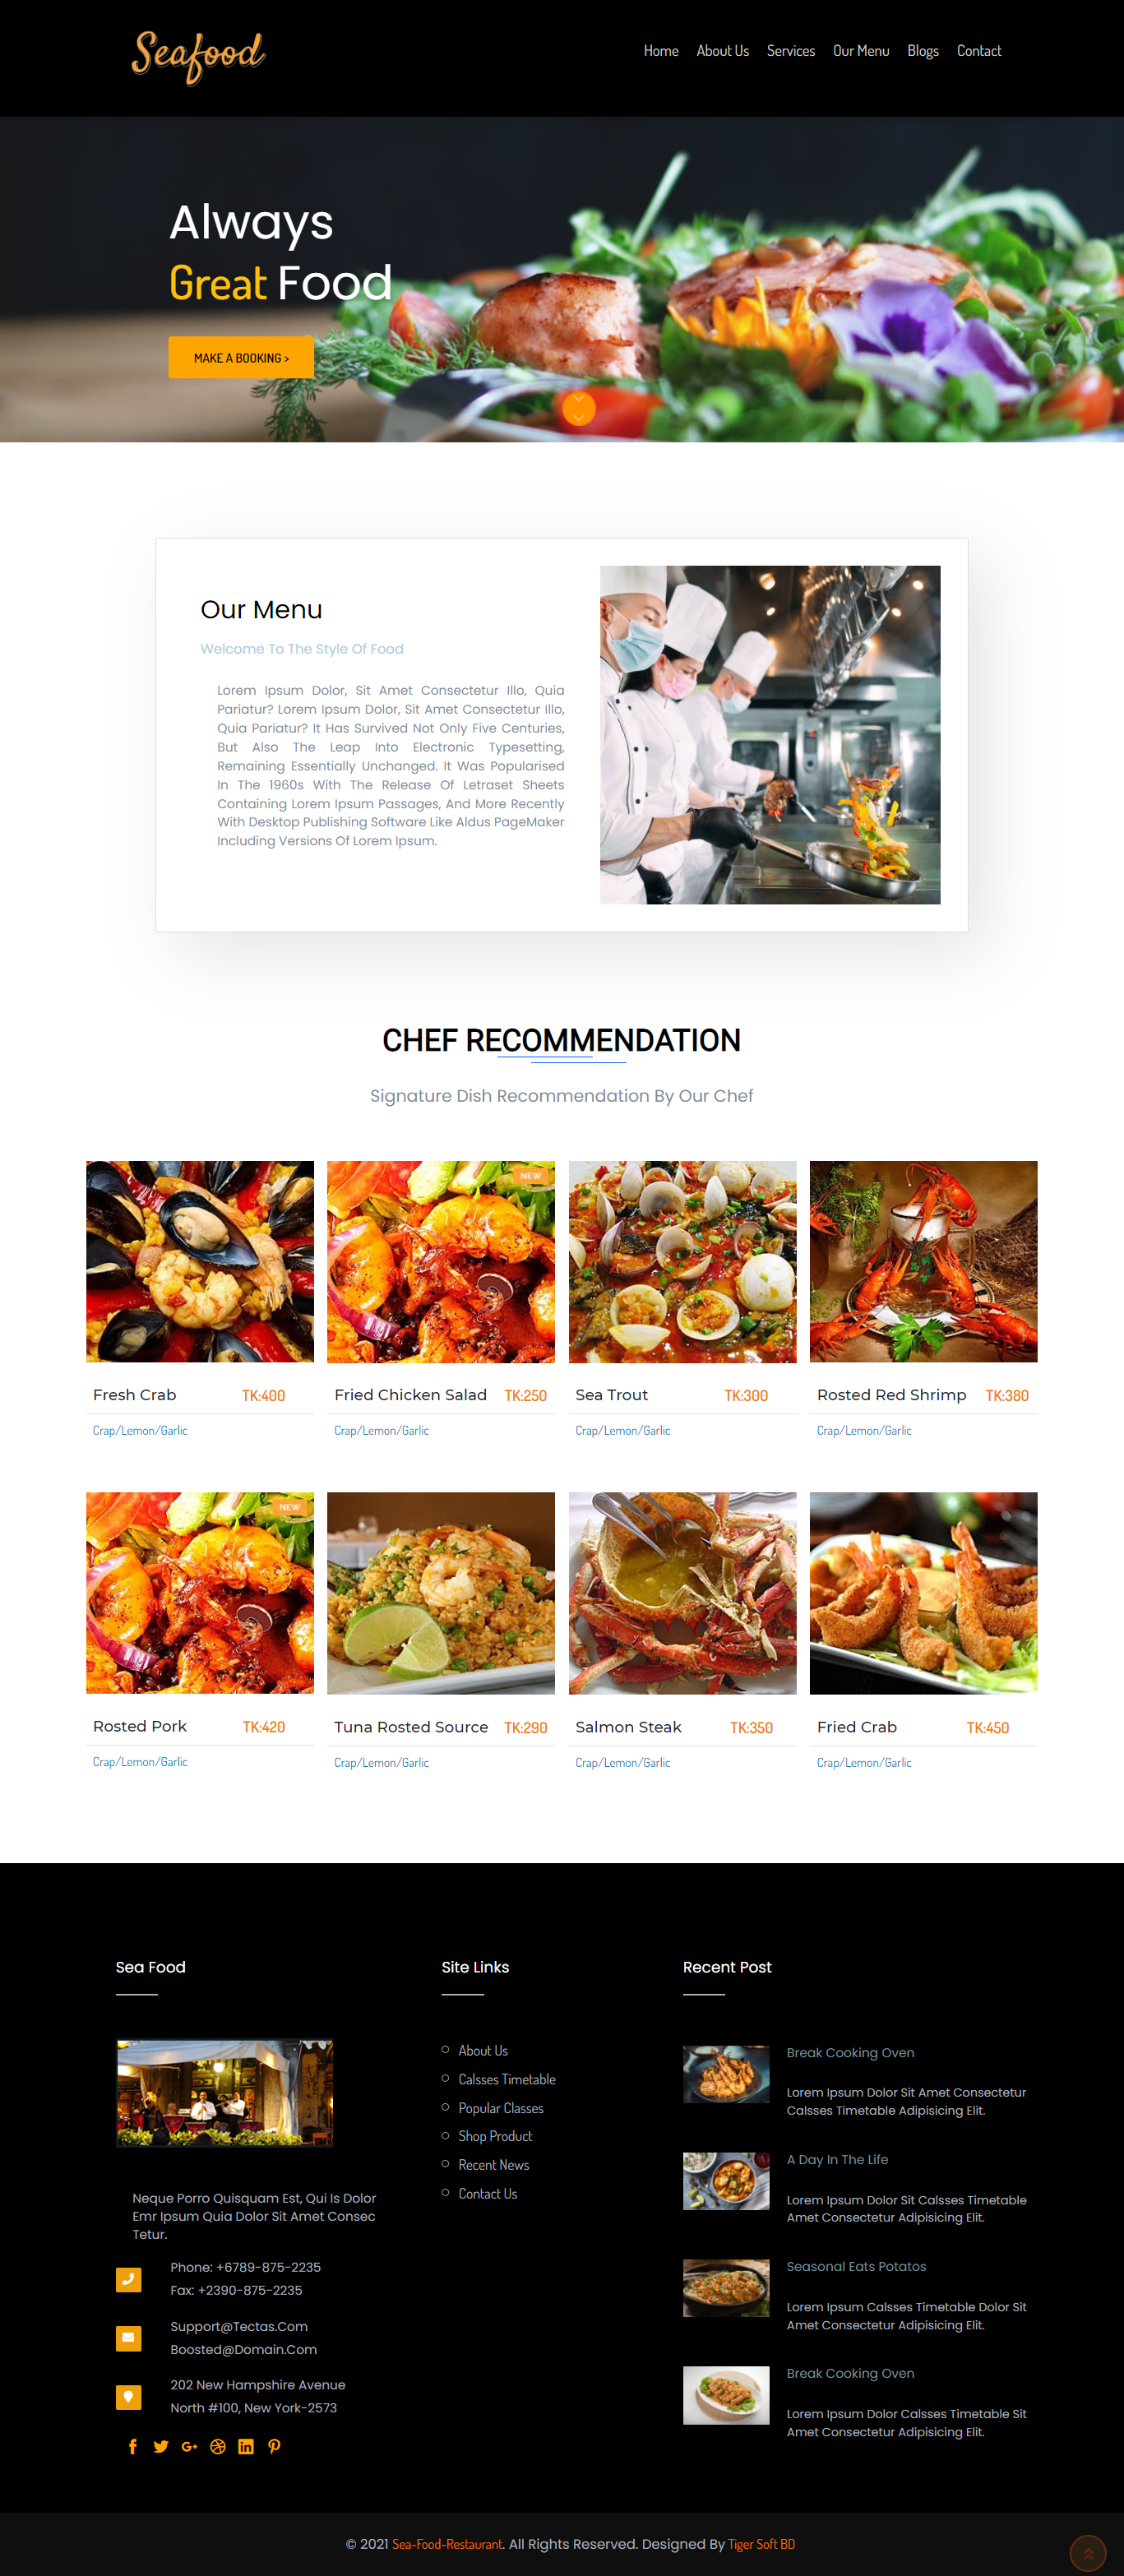 Seafood
Home About Us Services Our Menu Blogs Contact
Always
Great Food
MAKE A BOOKING >
Our Menu
Welcome To The Style Of Food
Lorem Ipsum Dolor, Sit Amet Consectetur Illo, Quia
Pariatur? Lorem Ipsum Dolor, Sit Amet Consectetur Illo,
Quia Pariatur? It Has Survived Not Only Five Centuries,
But Also The Leap Into Electronic Typesetting,
Remaining Essentially Unchanged. It Was Popularised
In The 1960s With The Release Of Letraset Sheets
Containing Lorem Ipsum Passages, And More Recently
With Desktop Publishing Software Like Aldus PageMaker
Including Versions Of Lorem Ipsum.
CHEF RECOMMENDATION
Signature Dish Recommendation By Our Chef
NEW
Fresh Crab TK:400
Crap/Lemon/Garlic
Fried Chicken Salad TK:250
Crap/Lemon/Garlic
Sea Trout TK:300
Crap/Lemon/Garlic
Rosted Red Shrimp TK:380
Crap/Lemon/Garlic
NEW
Rosted Pork TK:420
Crap/Lemon/Garlic
Tuna Rosted Source TK:290
Crap/Lemon/Garlic
Salmon Steak TK:350
Crap/Lemon/Garlic
Fried Crab TK:450
Crap/Lemon/Garlic
Sea Food
Neque Porro Quisquam Est, Qui Is Dolor
Emr Ipsum Quia Dolor Sit Amet Consec
Tetur.
Phone: +6789-875-2235
Fax: +2390-875-2235
Support@Tectas.Com
Boosted@Domain.Com
202 New Hampshire Avenue
North #100, New York-2573
Site Links
About Us
Calsses Timetable
Popular Classes
Shop Product
Recent News
Contact Us
Recent Post
Break Cooking Oven
Lorem Ipsum Dolor Sit Amet Consectetur
Calsses Timetable Adipisicing Elit.
A Day In The Life
Lorem Ipsum Dolor Sit Calsses Timetable
Amet Consectetur Adipisicing Elit.
Seasonal Eats Potatos
Lorem Ipsum Calsses Timetable Dolor Sit
Amet Consectetur Adipisicing Elit.
Break Cooking Oven
Lorem Ipsum Dolor Calsses Timetable Sit
Amet Consectetur Adipisicing Elit.
© 2021 Sea-Food-Restaurant. All Rights Reserved. Designed By Tiger Soft BD